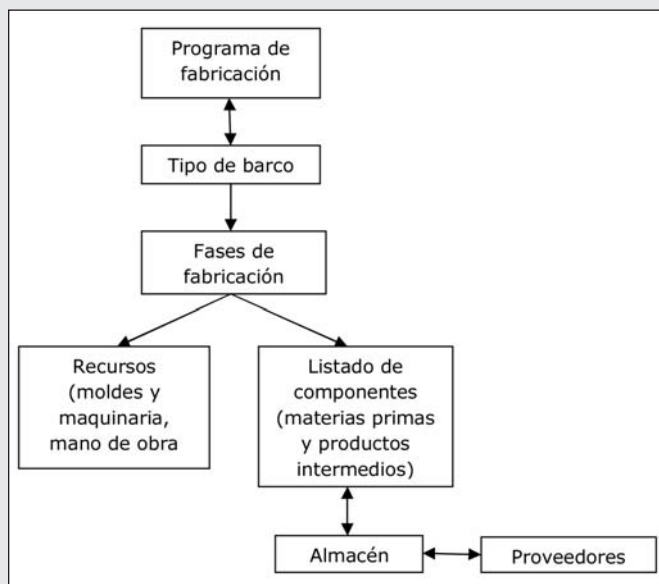 Programa de
fabricación
Tipo de barco
Fases de
fabricación
Recursos
(moldes y
maquinaria,
mano de obra
Listado de
componentes
(materias primas
y productos
intermedios)
Almacén
Proveedores